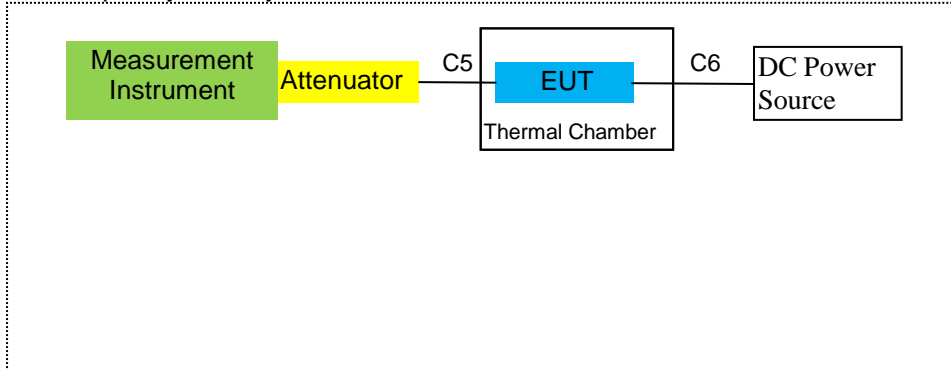 Measurement
Instrument
Attenuator
C5
EUT
Thermal Chamber
C6
DC Power
Source